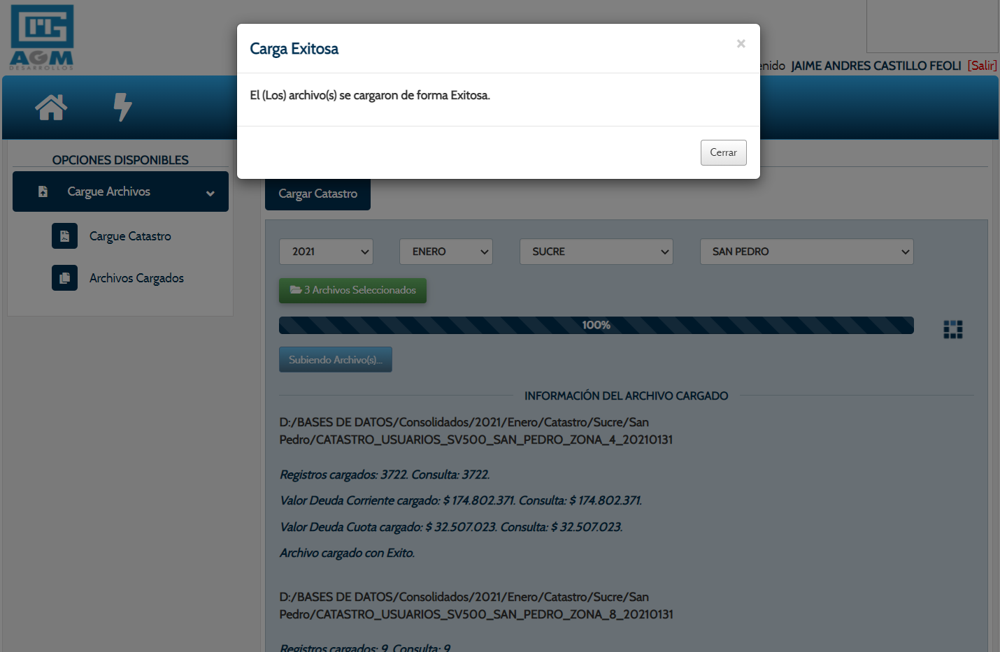 AGM
DESARROLLOS
Carga Exitosa
×
El (Los) archivo(s) se cargaron de forma Exitosa.
Cerrar
enido JAIME ANDRES CASTILLO FEOLI [Salir]
OPCIONES DISPONIBLES
Cargue Archivos
Cargue Catastro
Archivos Cargados
Cargar Catastro
2021 ENERO SUCRE SAN PEDRO
3 Archivos Seleccionados
100%
Subiendo Archivo(s)...
INFORMACIÓN DEL ARCHIVO CARGADO
D:/BASES DE DATOS/Consolidados/2021/Enero/Catastro/Sucre/San
Pedro/CATASTRO_USUARIOS_SV500_SAN_PEDRO_ZONA_4_20210131
Registros cargados: 3722. Consulta: 3722.
Valor Deuda Corriente cargado: $ 174.802.371. Consulta: $ 174.802.371.
Valor Deuda Cuota cargado: $ 32.507.023. Consulta: $ 32.507.023.
Archivo cargado con Exito.
D:/BASES DE DATOS/Consolidados/2021/Enero/Catastro/Sucre/San
Pedro/CATASTRO_USUARIOS_SV500_SAN_PEDRO_ZONA_8_20210131
Registros cargados: 9. Consulta: 9.